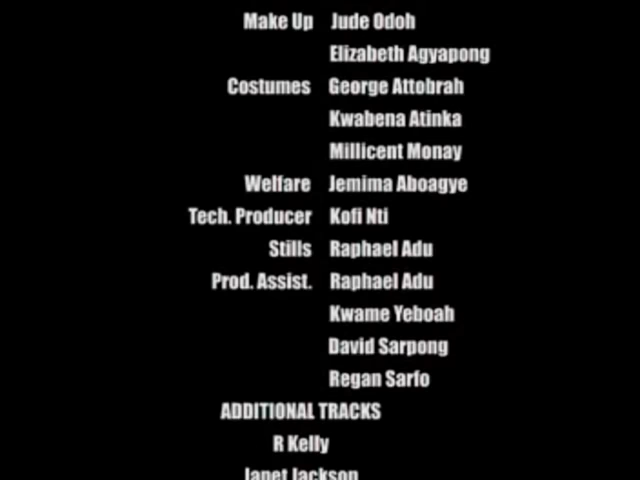 Make Up Jude Odoh
Elizabeth Agyapong
Costumes George Attobrah
Kwabena Atinka
Millicent Monay
Welfare Jemima Aboagye
Tech. Producer Kofi Nti
Stills Raphael Adu
Prod. Assist. Raphael Adu
Kwame Yeboah
David Sarpong
Regan Sarfo
ADDITIONAL TRACKS
R Kelly
Janet Jackson